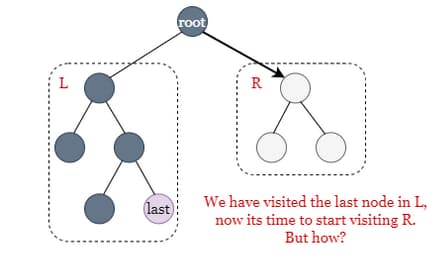 root
L
R
last
We have visited the last node in L,
now its time to start visiting R.
But how?